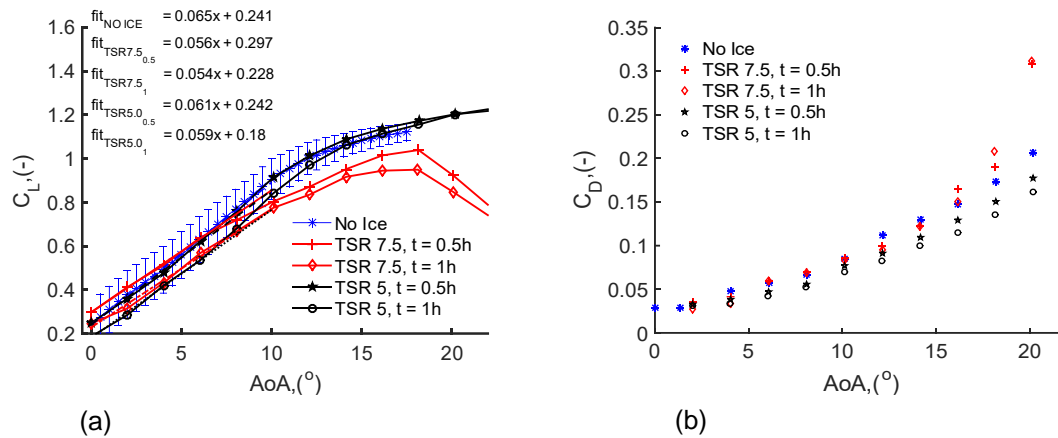 fit_NO ICE = 0.065x + 0.241
fit_TSR7.5_0.5 = 0.056x + 0.297
fit_TSR7.5_1 = 0.054x + 0.228
fit_TSR5.0_0.5 = 0.061x + 0.242
fit_TSR5.0_1 = 0.059x + 0.18
1.6
1.4
1.2
1
0.8
0.6
0.4
0.2
C_L,(-)
No Ice
TSR 7.5, t = 0.5h
TSR 7.5, t = 1h
TSR 5, t = 0.5h
TSR 5, t = 1h
0 5 10 15 20
AoA,(°)
(a)
0.35
0.3
0.25
0.2
0.15
0.1
0.05
0
C_D,(-)
No Ice
TSR 7.5, t = 0.5h
TSR 7.5, t = 1h
TSR 5, t = 0.5h
TSR 5, t = 1h
0 5 10 15 20
AoA,(°)
(b)